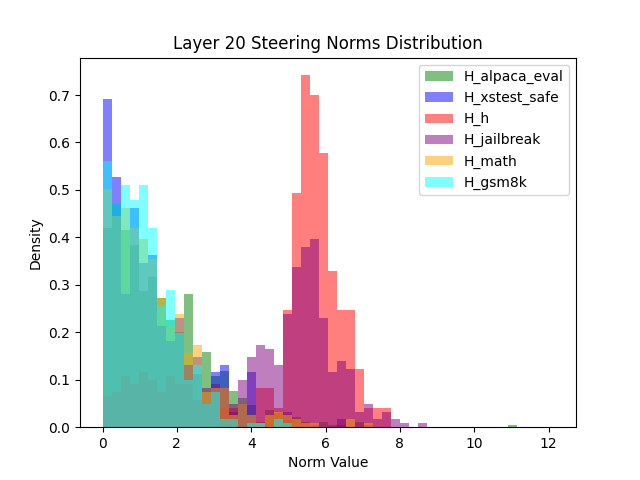 Layer 20 Steering Norms Distribution
H_alpaca_eval
H_xstest_safe
H_h
H_jailbreak
H_math
H_gsm8k
Density
0.7
0.6
0.5
0.4
0.3
0.2
0.1
0.0
0 2 4 6 8 10 12
Norm Value